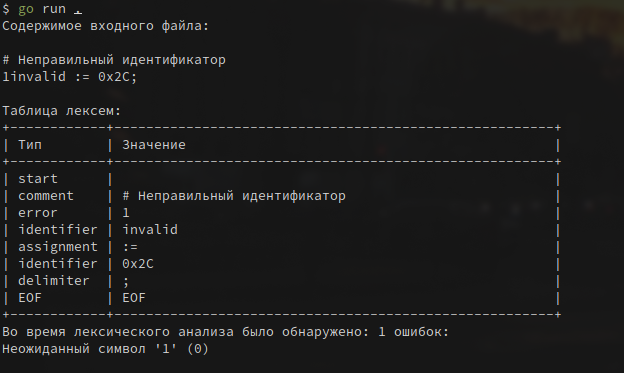 $ go run .
Содержимое входного файла:
# Неправильный идентификатор
1invalid := 0x2C;
Таблица лексем:
+------------+-------------------------------------------------------+
| Тип        | Значение                                              |
+------------+-------------------------------------------------------+
| start      |                                                       |
| comment    | # Неправильный идентификатор                          |
| error      | 1                                                     |
| identifier | invalid                                               |
| assignment | :=                                                    |
| identifier | 0x2C                                                  |
| delimiter  | ;                                                     |
| EOF        | EOF                                                   |
+------------+-------------------------------------------------------+
Во время лексического анализа было обнаружено: 1 ошибок:
Неожиданный символ '1' (0)